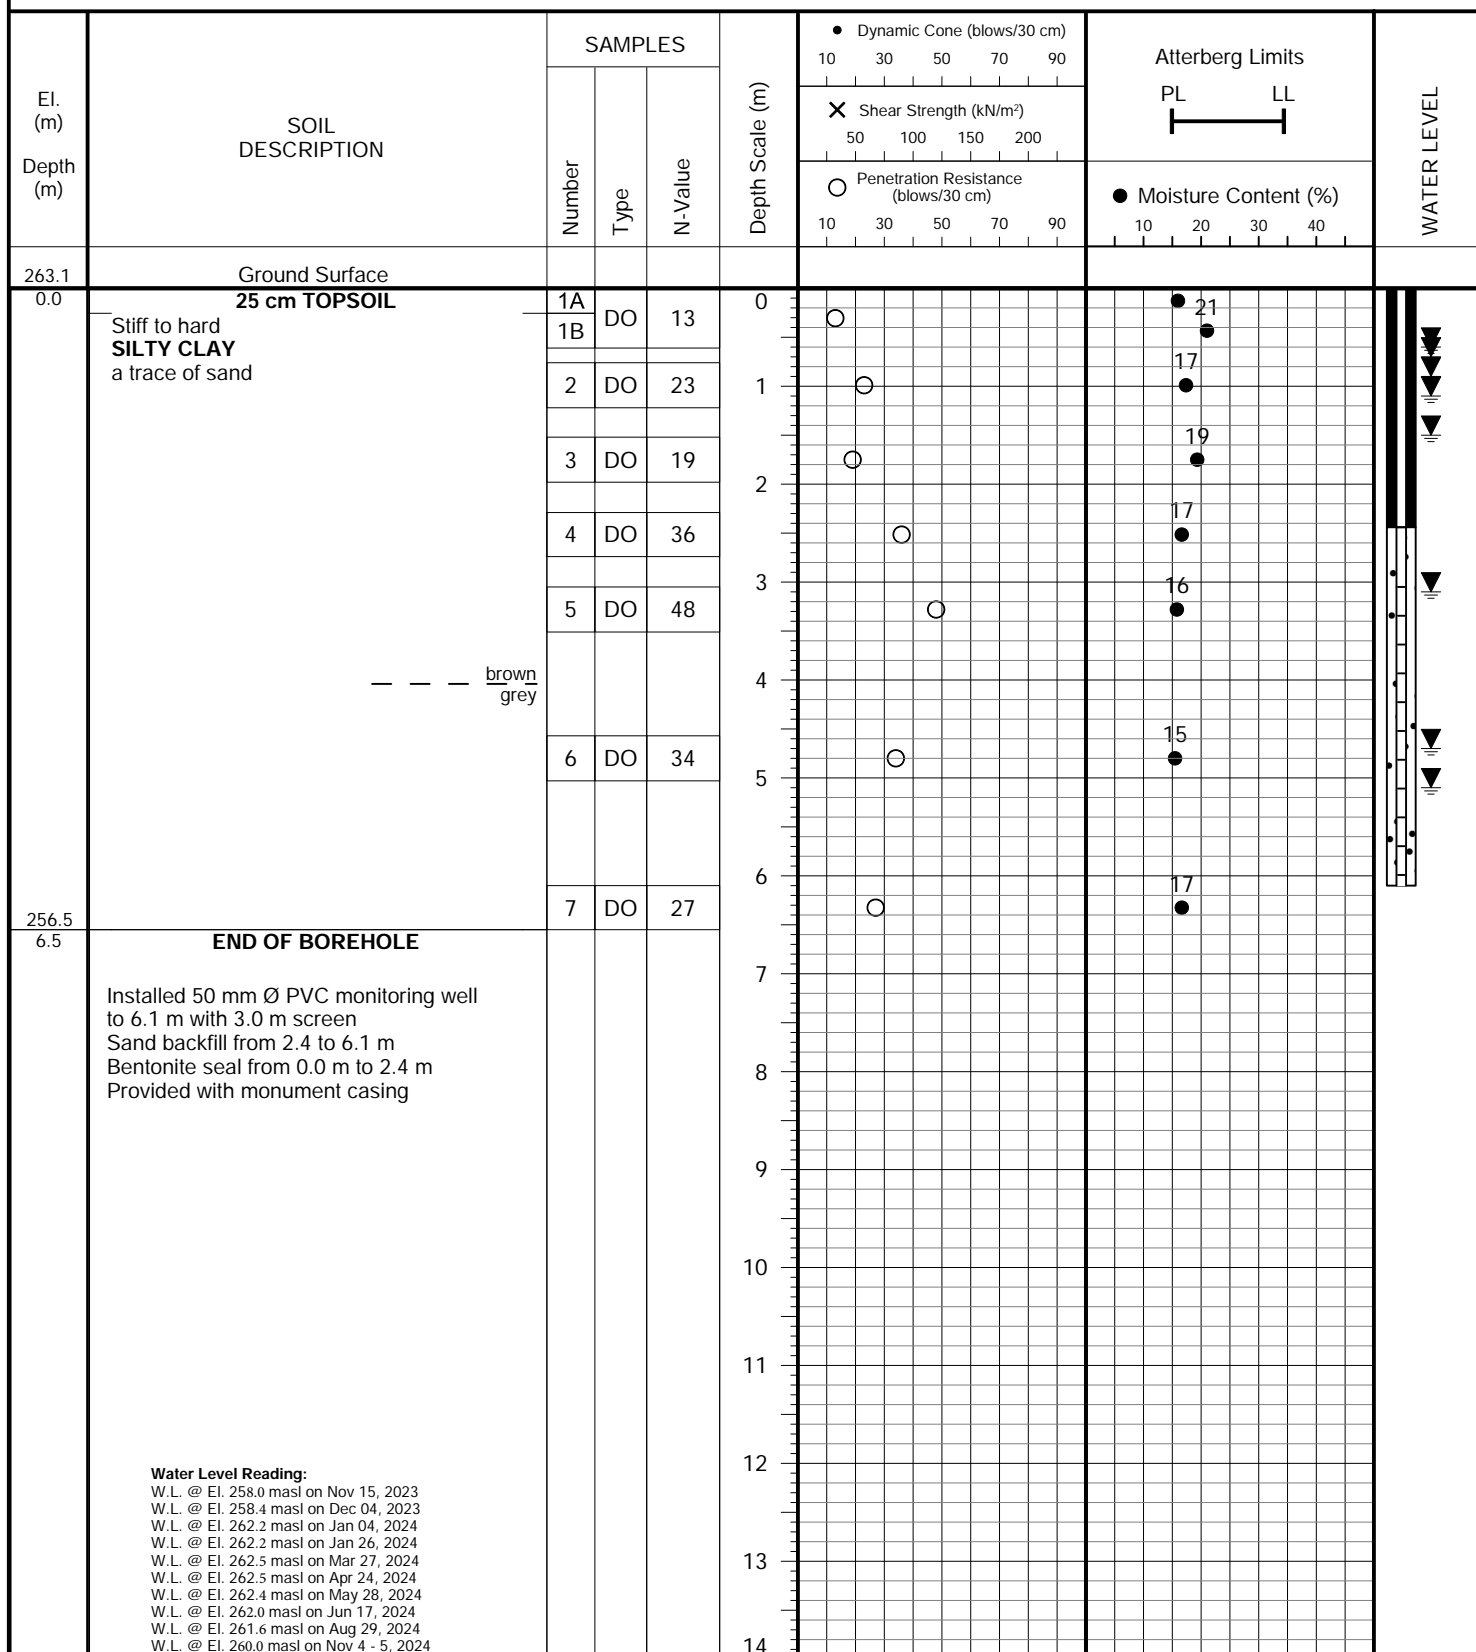 El.
(m)
Depth
(m)
SOIL
DESCRIPTION
SAMPLES
Number
Type
N-Value
Depth Scale (m)
Dynamic Cone (blows/30 cm)
10 30 50 70 90
Shear Strength (kN/m²)
50 100 150 200
Penetration Resistance
(blows/30 cm)
10 30 50 70 90
Atterberg Limits
PL LL
Moisture Content (%)
10 20 30 40
WATER LEVEL
263.1 Ground Surface
0.0 25 cm TOPSOIL
Stiff to hard
SILTY CLAY
a trace of sand
brown
grey
1A
1B DO 13
2 DO 23
3 DO 19
4 DO 36
5 DO 48
6 DO 34
7 DO 27
0
1
2
3
4
5
6
7
8
9
10
11
12
13
14
21
17
19
17
16
15
17
256.5
6.5 END OF BOREHOLE
Installed 50 mm Ø PVC monitoring well
to 6.1 m with 3.0 m screen
Sand backfill from 2.4 to 6.1 m
Bentonite seal from 0.0 m to 2.4 m
Provided with monument casing
Water Level Reading:
W.L. @ El. 258.0 masl on Nov 15, 2023
W.L. @ El. 258.4 masl on Dec 04, 2023
W.L. @ El. 262.2 masl on Jan 04, 2024
W.L. @ El. 262.2 masl on Jan 26, 2024
W.L. @ El. 262.5 masl on Mar 27, 2024
W.L. @ El. 262.5 masl on Apr 24, 2024
W.L. @ El. 262.4 masl on May 28, 2024
W.L. @ El. 262.0 masl on Jun 17, 2024
W.L. @ El. 261.6 masl on Aug 29, 2024
W.L. @ El. 260.0 masl on Nov 4 - 5, 2024